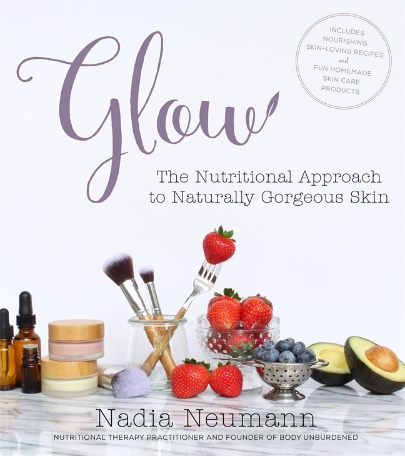 INCLUDES
NOURISHING,
SKIN-LOVING RECIPES
and
FUN HOMEMADE
SKIN CARE
PRODUCTS
Glow
The Nutritional Approach
to Naturally Gorgeous Skin
Nadia Neumann
NUTRITIONAL THERAPY PRACTITIONER AND FOUNDER OF BODY UNBURDENED